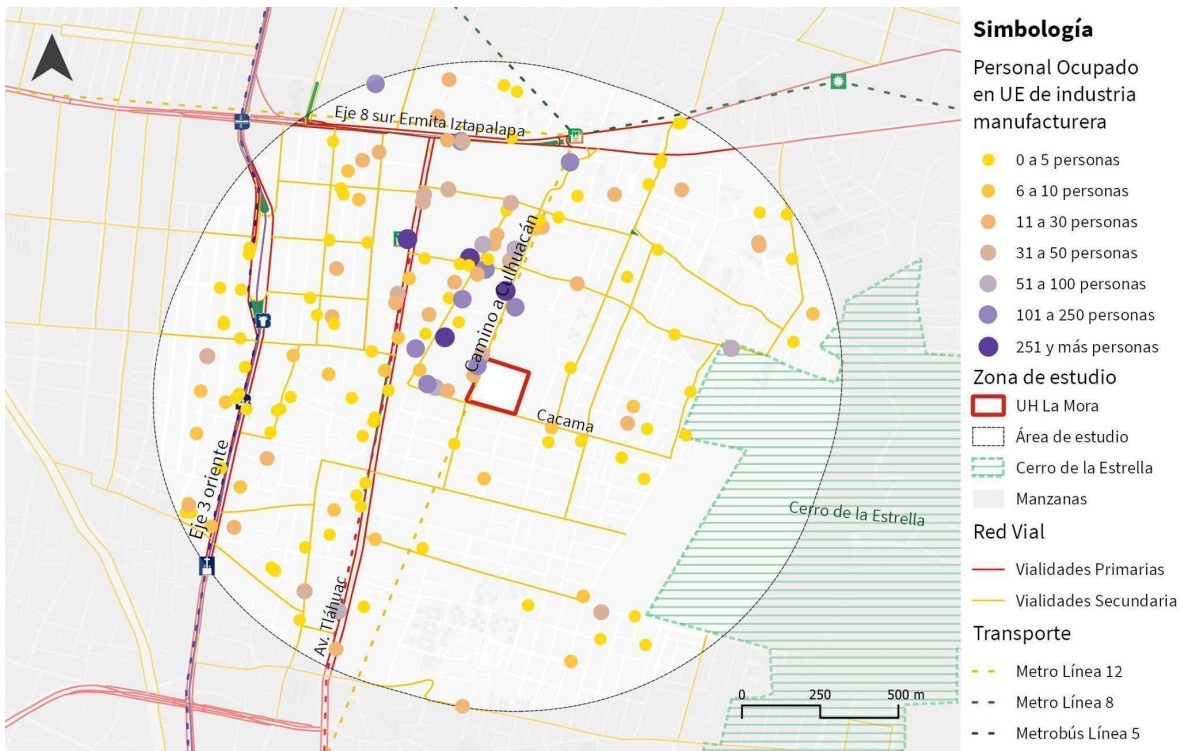 Eje 8 sur Ermita Iztapalapa
Camino a Culhuacán
Cacama
Eje 3 oriente
Av. Tláhuac
Cerro de la Estrella
0 250 500 m
Simbología
Personal Ocupado
en UE de industria
manufacturera
0 a 5 personas
6 a 10 personas
11 a 30 personas
31 a 50 personas
51 a 100 personas
101 a 250 personas
251 y más personas
Zona de estudio
UH La Mora
Área de estudio
Cerro de la Estrella
Manzanas
Red Vial
Vialidades Primarias
Vialidades Secundaria
Transporte
Metro Línea 12
Metro Línea 8
Metrobús Línea 5